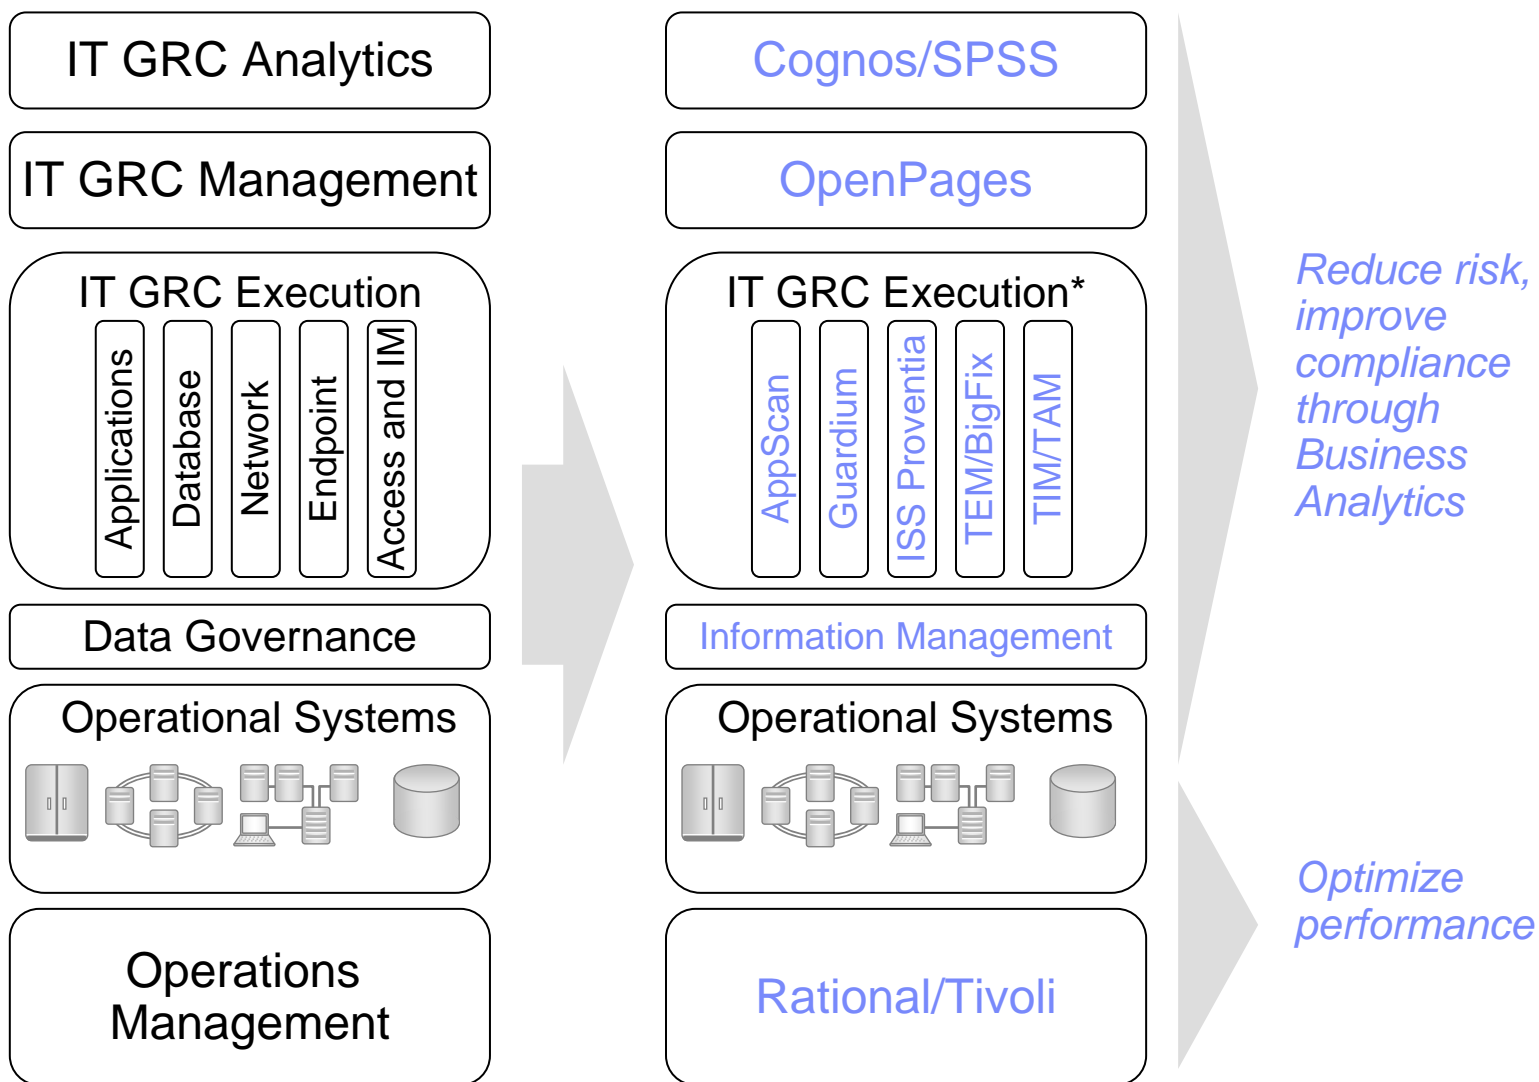 IT GRC Analytics
IT GRC Management
IT GRC Execution
Applications
Database
Network
Endpoint
Access and IM
Data Governance
Operational Systems
Operations
Management
Cognos/SPSS
OpenPages
IT GRC Execution*
AppScan
Guardium
ISS Proventia
TEM/BigFix
TIM/TAM
Information Management
Operational Systems
Rational/Tivoli
Reduce risk,
improve
compliance
through
Business
Analytics
Optimize
performance